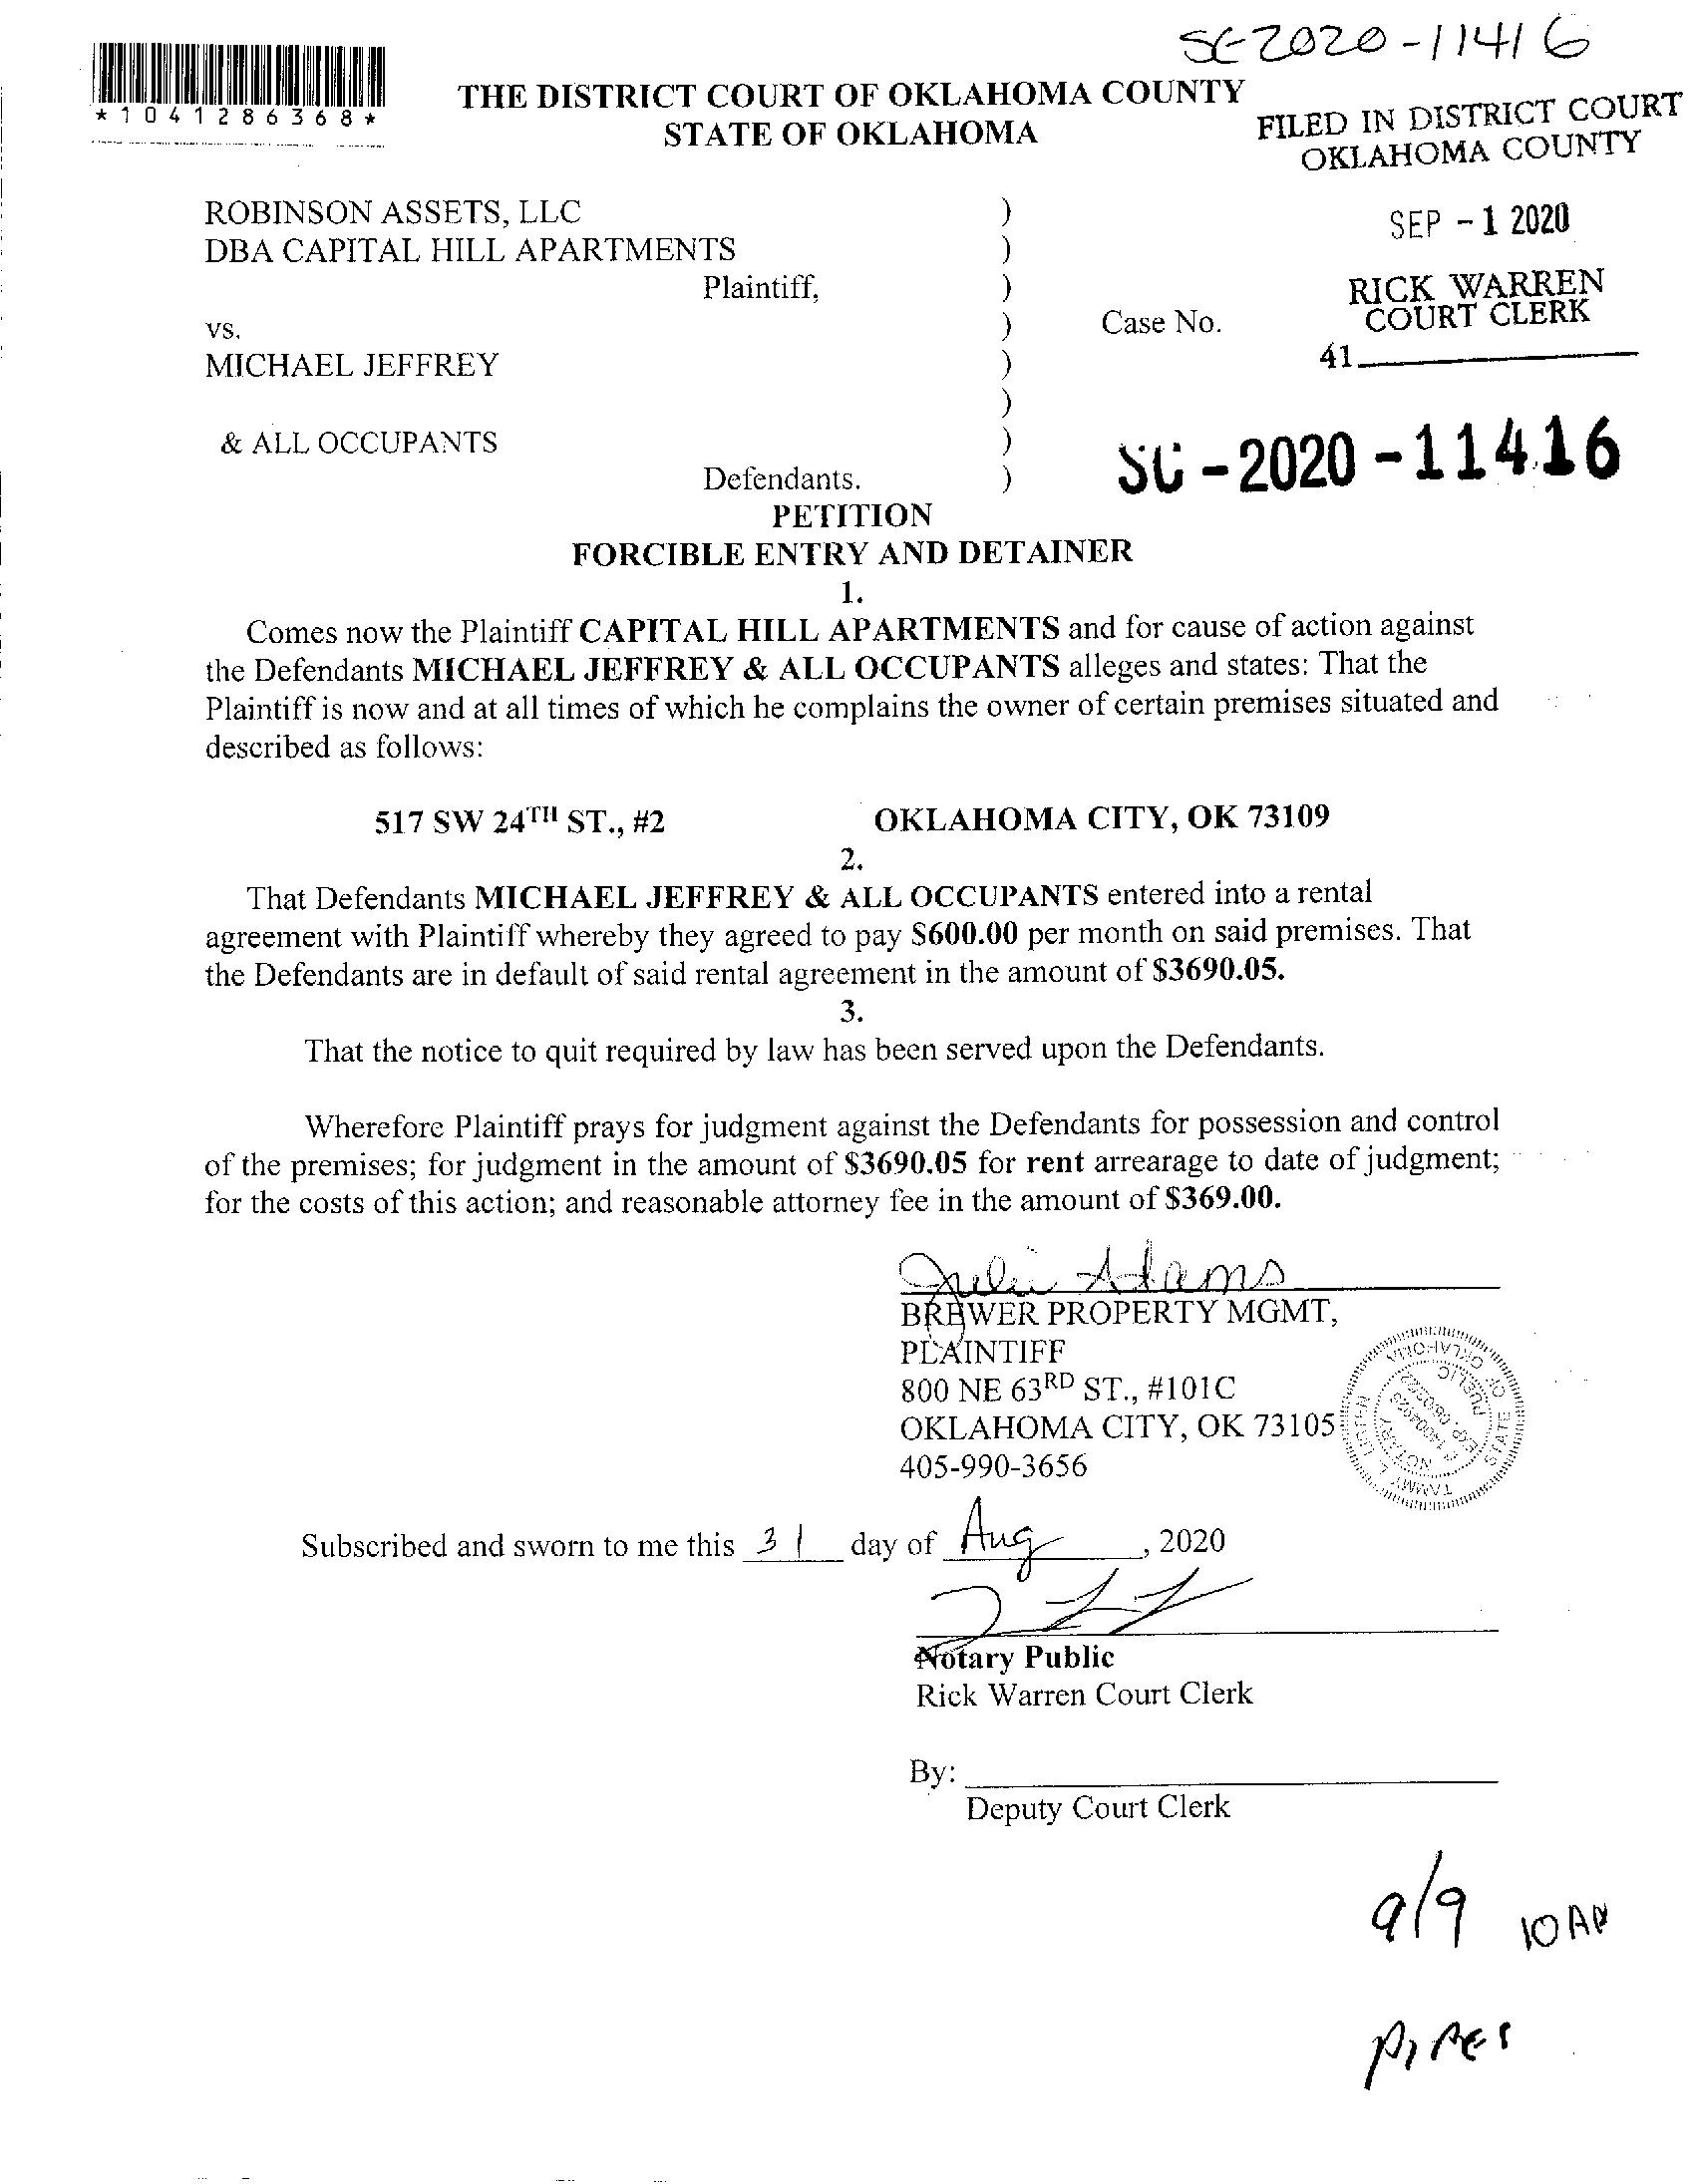 SC-2020-11416
*1041286368*
THE DISTRICT COURT OF OKLAHOMA COUNTY
STATE OF OKLAHOMA
FILED IN DISTRICT COURT
OKLAHOMA COUNTY
SEP -1 2020
RICK WARREN
COURT CLERK
41
ROBINSON ASSETS, LLC )
DBA CAPITAL HILL APARTMENTS )
Plaintiff, )
vs. ) Case No.
MICHAEL JEFFREY )
)
& ALL OCCUPANTS )
Defendants. )
SC-2020-11416
PETITION
FORCIBLE ENTRY AND DETAINER
1.
Comes now the Plaintiff CAPITAL HILL APARTMENTS and for cause of action against
the Defendants MICHAEL JEFFREY & ALL OCCUPANTS alleges and states: That the
Plaintiff is now and at all times of which he complains the owner of certain premises situated and
described as follows:
517 SW 24TH ST., #2 OKLAHOMA CITY, OK 73109
2.
That Defendants MICHAEL JEFFREY & ALL OCCUPANTS entered into a rental
agreement with Plaintiff whereby they agreed to pay $600.00 per month on said premises. That
the Defendants are in default of said rental agreement in the amount of $3690.05.
3.
That the notice to quit required by law has been served upon the Defendants.
Wherefore Plaintiff prays for judgment against the Defendants for possession and control
of the premises; for judgment in the amount of $3690.05 for rent arrearage to date of judgment;
for the costs of this action; and reasonable attorney fee in the amount of $369.00.
Julie Adams
BREWER PROPERTY MGMT,
PLAINTIFF
800 NE 63RD ST., #101C
OKLAHOMA CITY, OK 73105
405-990-3656
TAMMY L.
NOTARY
PUBLIC
STATE OF OKLAHOMA
Subscribed and sworn to me this 31 day of Aug, 2020
Notary Public
Rick Warren Court Clerk
By:
Deputy Court Clerk
9/9 10 AM
PIPES